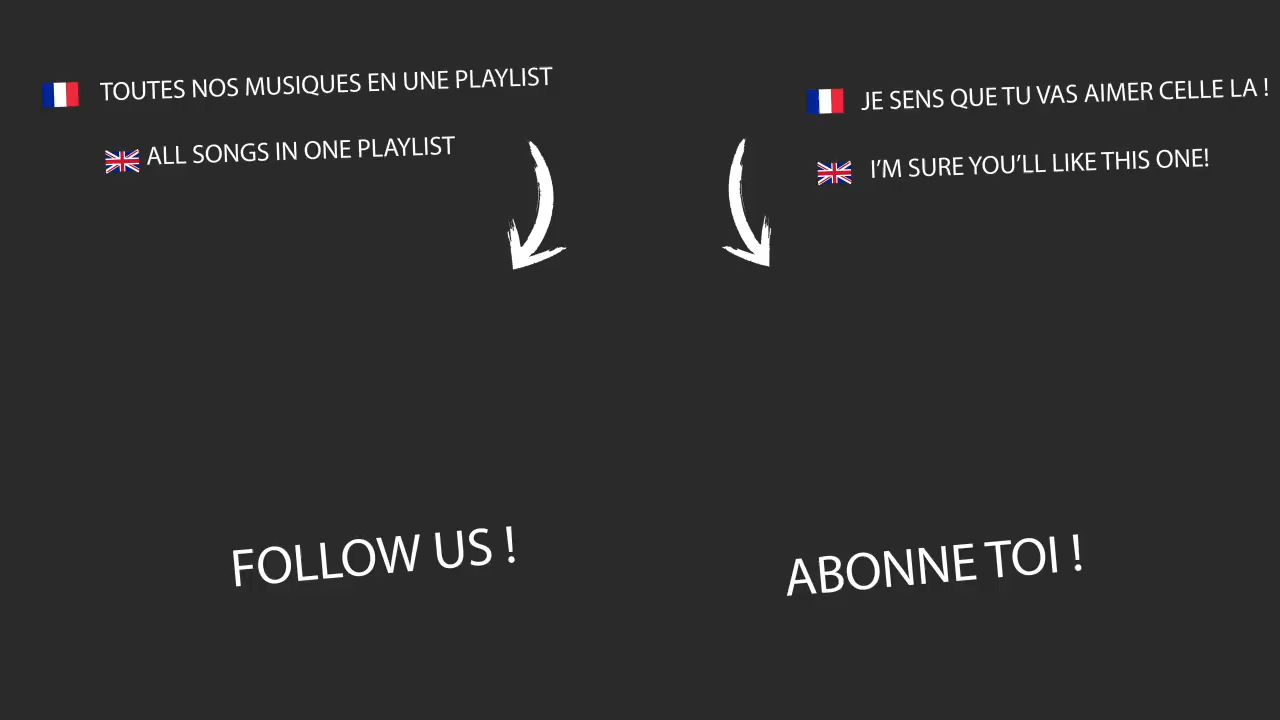 TOUTES NOS MUSIQUES EN UNE PLAYLIST
ALL SONGS IN ONE PLAYLIST
JE SENS QUE TU VAS AIMER CELLE LA !
I'M SURE YOU'LL LIKE THIS ONE!
FOLLOW US !
ABONNE TOI !